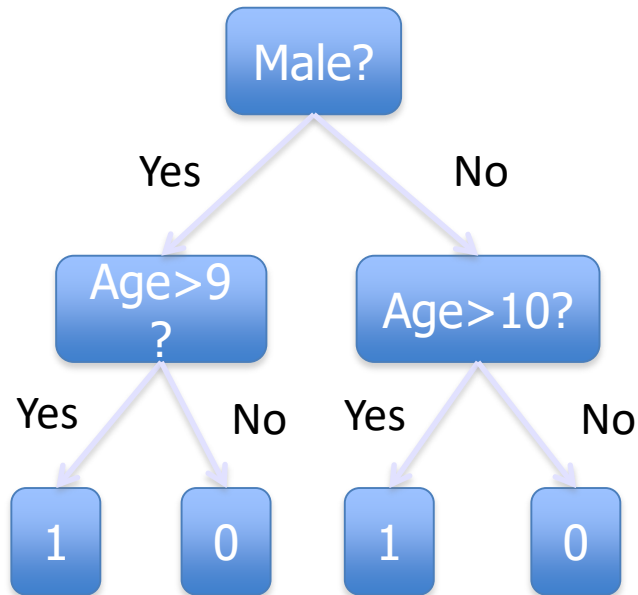 Male?
Yes
No
Age>9
?
Age>10?
Yes
No
Yes
No
1
0
1
0